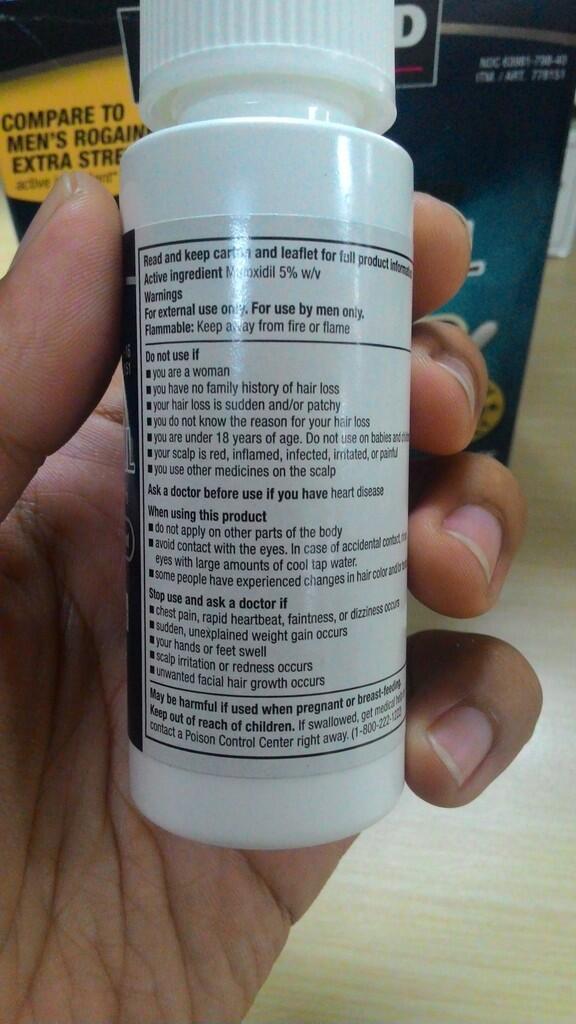 D
NDC 63981-798-40
ITM. / ART. 778151
COMPARE TO
MEN'S ROGAIN
EXTRA STRE
active
L
Read and keep carton and leaflet for full product informati
Active ingredient Minoxidil 5% w/v
Warnings
For external use only. For use by men only.
Flammable: Keep away from fire or flame
Do not use if
▪ you are a woman
▪ you have no family history of hair loss
▪ your hair loss is sudden and/or patchy
▪ you do not know the reason for your hair loss
▪ you are under 18 years of age. Do not use on babies and child
▪ your scalp is red, inflamed, infected, irritated, or painful
▪ you use other medicines on the scalp
Ask a doctor before use if you have heart disease
When using this product
▪ do not apply on other parts of the body
▪ avoid contact with the eyes. In case of accidental contact,
eyes with large amounts of cool tap water.
▪ some people have experienced changes in hair color and/or
Stop use and ask a doctor if
▪ chest pain, rapid heartbeat, faintness, or dizziness occurs
▪ sudden, unexplained weight gain occurs
▪ your hands or feet swell
▪ scalp irritation or redness occurs
▪ unwanted facial hair growth occurs
May be harmful if used when pregnant or breast-feeding.
Keep out of reach of children. If swallowed, get medical help
contact a Poison Control Center right away. (1-800-222-1222